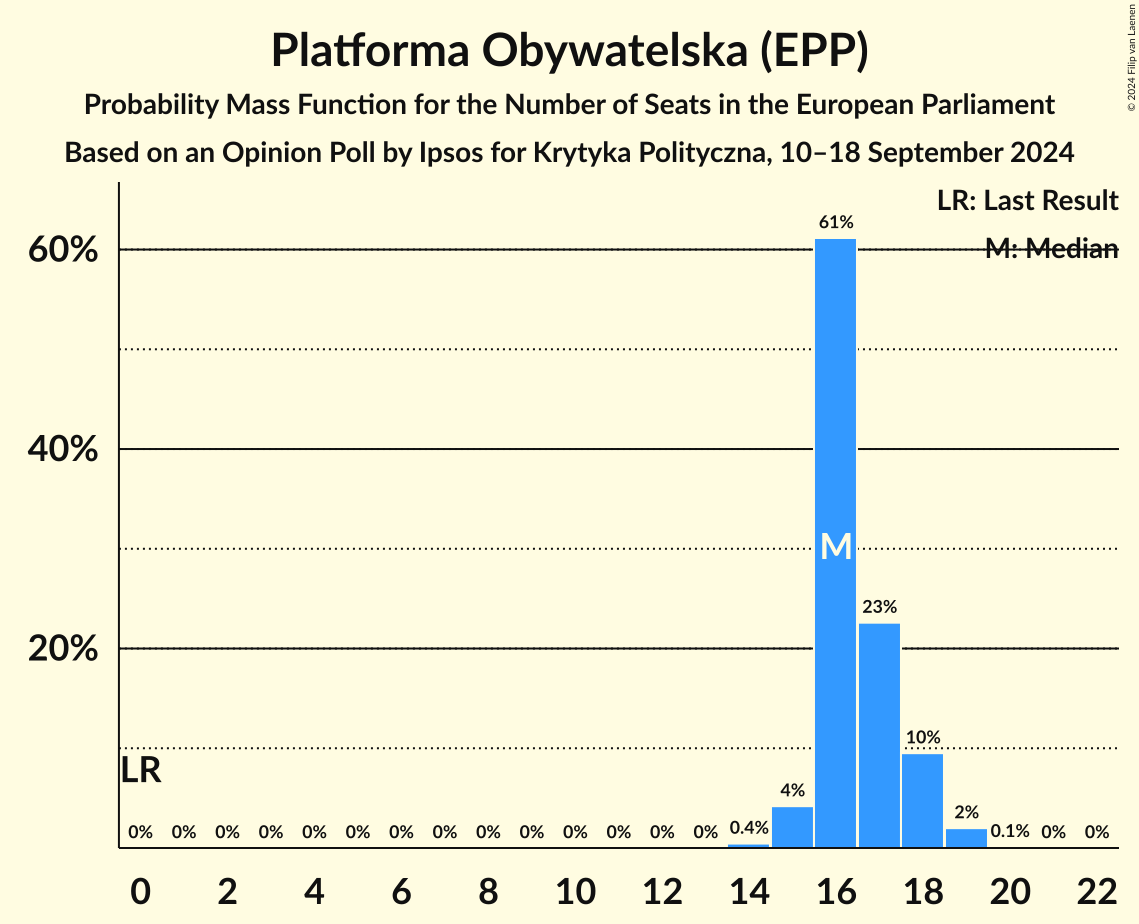 Platforma Obywatelska (EPP)
Probability Mass Function for the Number of Seats in the European Parliament
Based on an Opinion Poll by Ipsos for Krytyka Polityczna, 10–18 September 2024
© 2024 Filip van Laenen
LR: Last Result
M: Median
60%
40%
20%
61%
M
23%
10%
4%
2%
LR
0% 0% 0% 0% 0% 0% 0% 0% 0% 0% 0% 0% 0% 0% 0.4% 0.1% 0% 0%
0 2 4 6 8 10 12 14 16 18 20 22